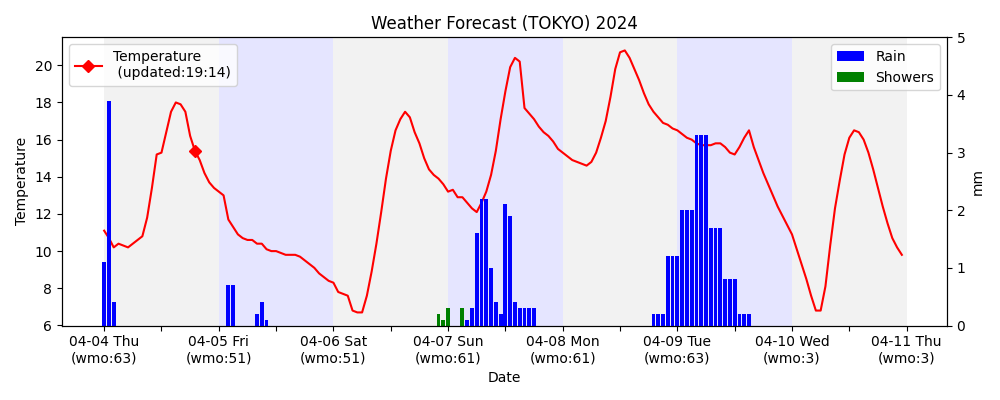 Weather Forecast (TOKYO) 2024
Temperature
(updated:19:14)
Rain
Showers
20
18
16
14
12
10
8
6
Temperature
5
4
3
2
1
0
mm
04-04 Thu
(wmo:63)
04-05 Fri
(wmo:51)
04-06 Sat
(wmo:51)
04-07 Sun
(wmo:61)
04-08 Mon
(wmo:61)
04-09 Tue
(wmo:63)
04-10 Wed
(wmo:3)
04-11 Thu
(wmo:3)
Date